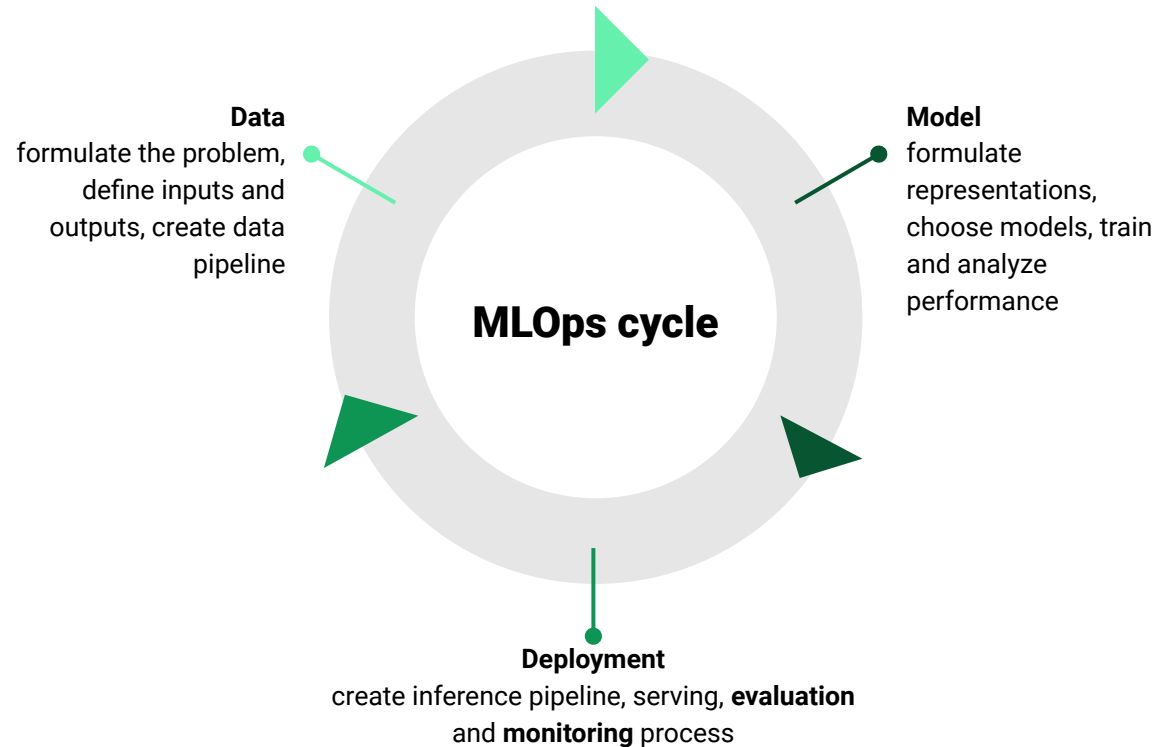 Data
formulate the problem,
define inputs and
outputs, create data
pipeline
Model
formulate
representations,
choose models, train
and analyze
performance
MLOps cycle
Deployment
create inference pipeline, serving, evaluation
and monitoring process